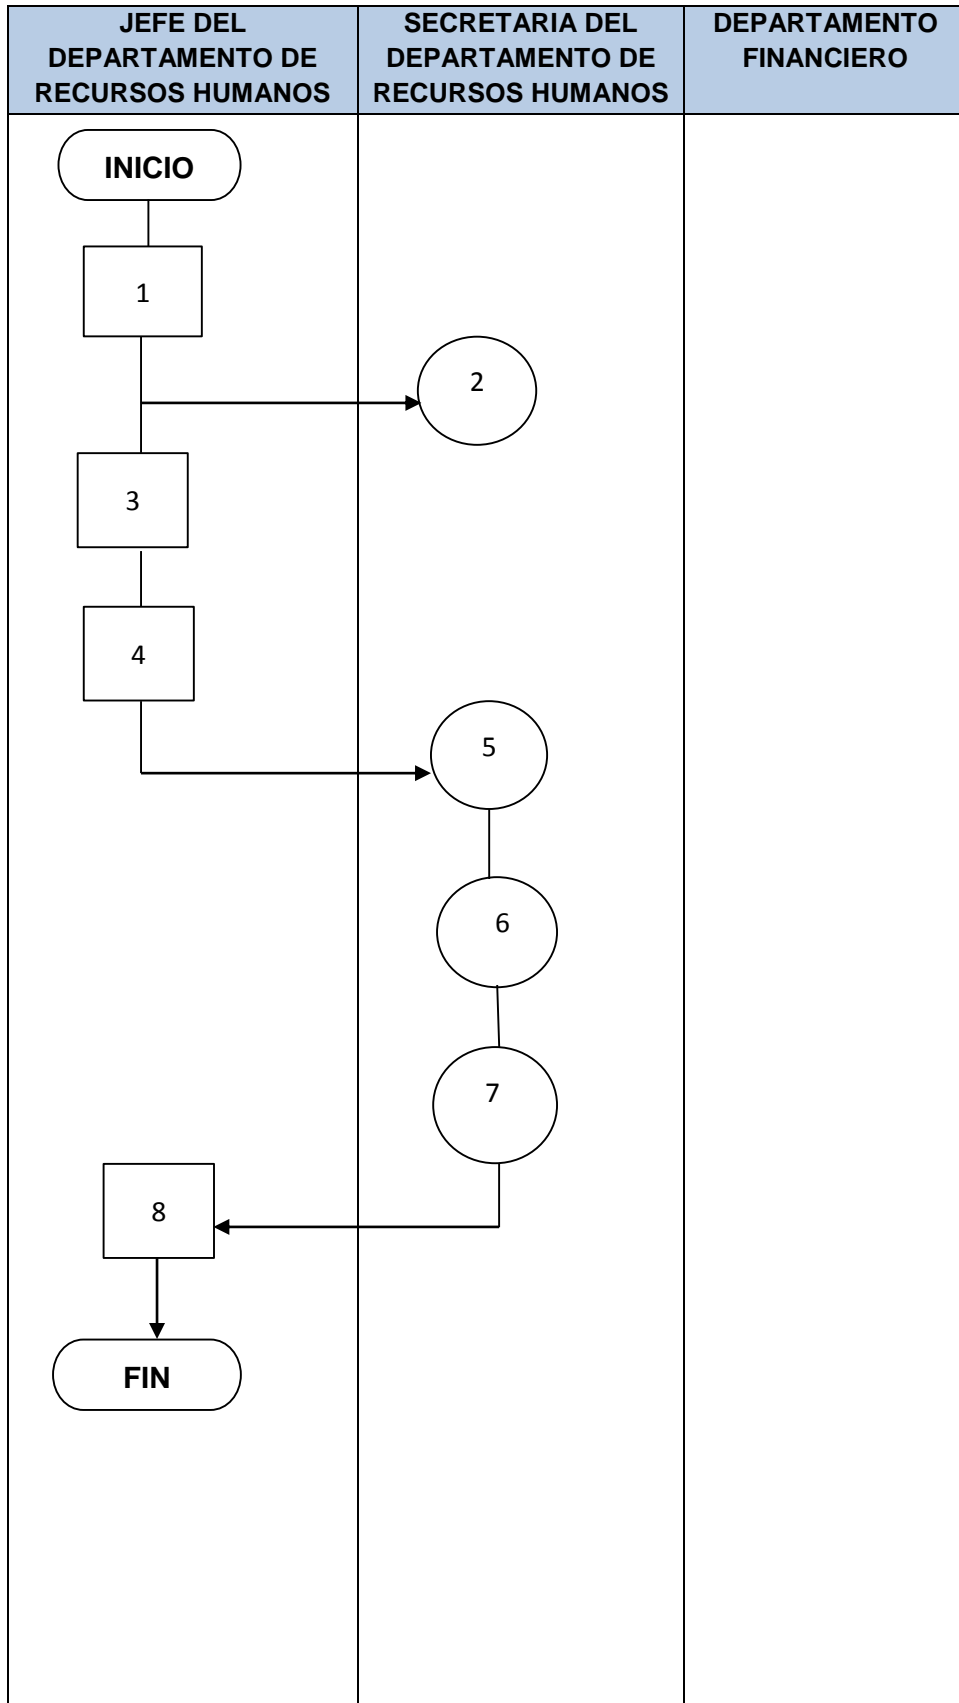 JEFE DEL
DEPARTAMENTO DE
RECURSOS HUMANOS
SECRETARIA DEL
DEPARTAMENTO DE
RECURSOS HUMANOS
DEPARTAMENTO
FINANCIERO
INICIO
1
2
3
4
5
6
7
8
FIN